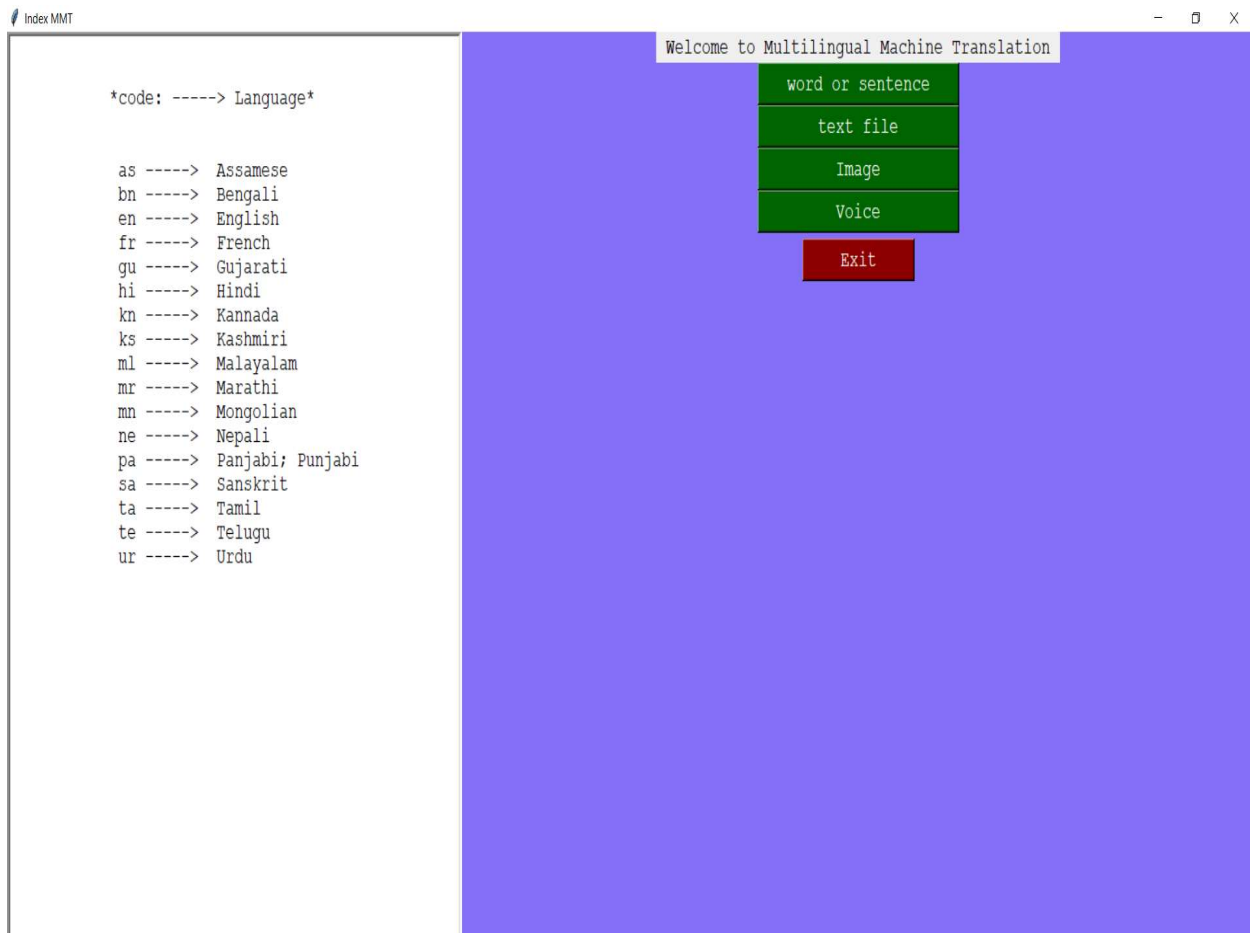 Index MMT
*code: -----> Language*
as -----> Assamese
bn -----> Bengali
en -----> English
fr -----> French
gu -----> Gujarati
hi -----> Hindi
kn -----> Kannada
ks -----> Kashmiri
ml -----> Malayalam
mr -----> Marathi
mn -----> Mongolian
ne -----> Nepali
pa -----> Panjabi; Punjabi
sa -----> Sanskrit
ta -----> Tamil
te -----> Telugu
ur -----> Urdu
Welcome to Multilingual Machine Translation
word or sentence
text file
Image
Voice
Exit